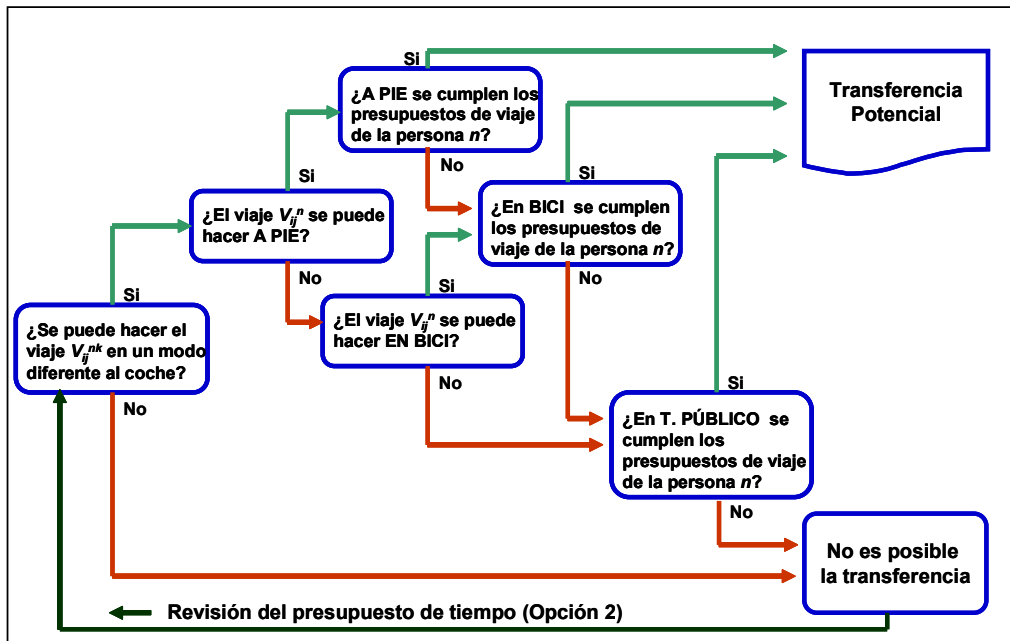 Si
¿A PIE se cumplen los
presupuestos de viaje
de la persona n?
No
Transferencia
Potencial
Si
¿El viaje Vijⁿ se puede
hacer A PIE?
No
Si
¿En BICI se cumplen
los presupuestos de
viaje de la persona n?
No
Si
¿El viaje Vijⁿ se puede
hacer EN BICI?
No
Si
¿Se puede hacer el
viaje Vijⁿᵏ en un modo
diferente al coche?
No
Si
¿En T. PÚBLICO se
cumplen los
presupuestos de viaje
de la persona n?
No
No es posible
la transferencia
Revisión del presupuesto de tiempo (Opción 2)